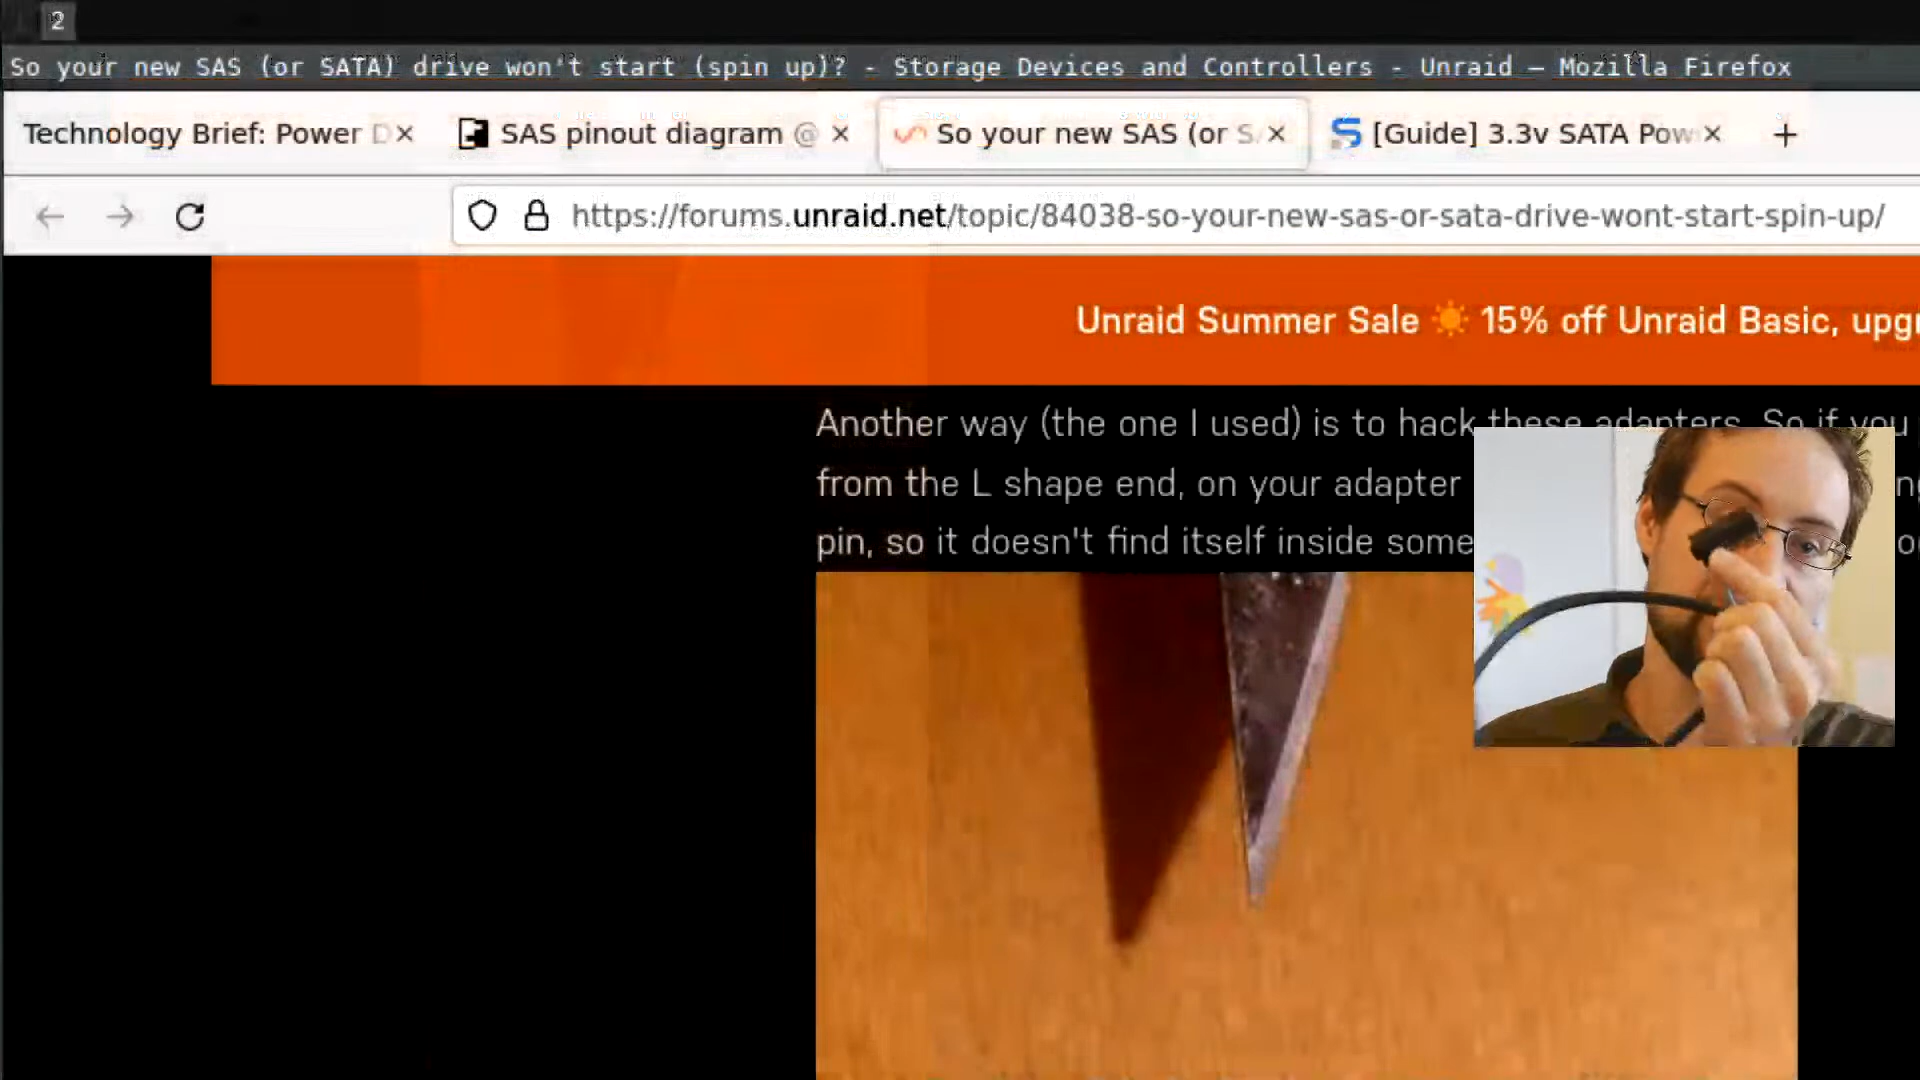 2
So your new SAS (or SATA) drive won't start (spin up)? - Storage Devices and Controllers - Unraid — Mozilla Firefox
Technology Brief: Power D
SAS pinout diagram @
So your new SAS (or S
[Guide] 3.3v SATA Pow
https://forums.unraid.net/topic/84038-so-your-new-sas-or-sata-drive-wont-start-spin-up/
Unraid Summer Sale ☀ 15% off Unraid Basic, upgr
Another way (the one I used) is to hack these adapters. So if you
from the L shape end, on your adapter
pin, so it doesn't find itself inside some